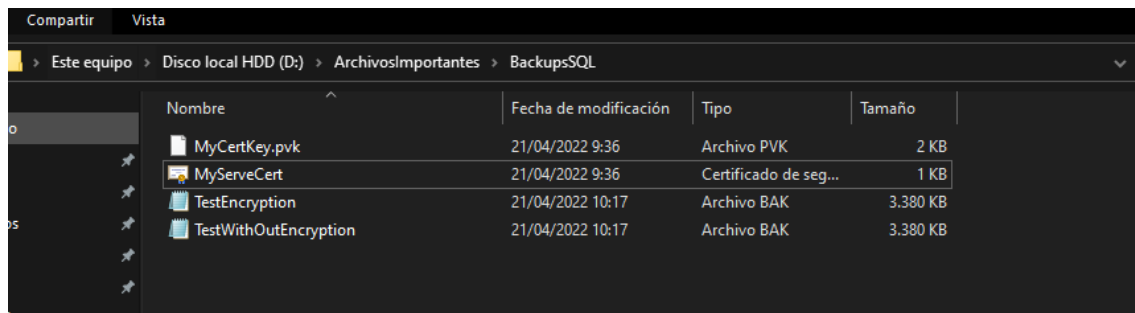 Compartir Vista
Este equipo > Disco local HDD (D:) > ArchivosImportantes > BackupsSQL
Nombre Fecha de modificación Tipo Tamaño
o
MyCertKey.pvk 21/04/2022 9:36 Archivo PVK 2 KB
MyServeCert 21/04/2022 9:36 Certificado de seg... 1 KB
TestEncryption 21/04/2022 10:17 Archivo BAK 3.380 KB
os TestWithOutEncryption 21/04/2022 10:17 Archivo BAK 3.380 KB